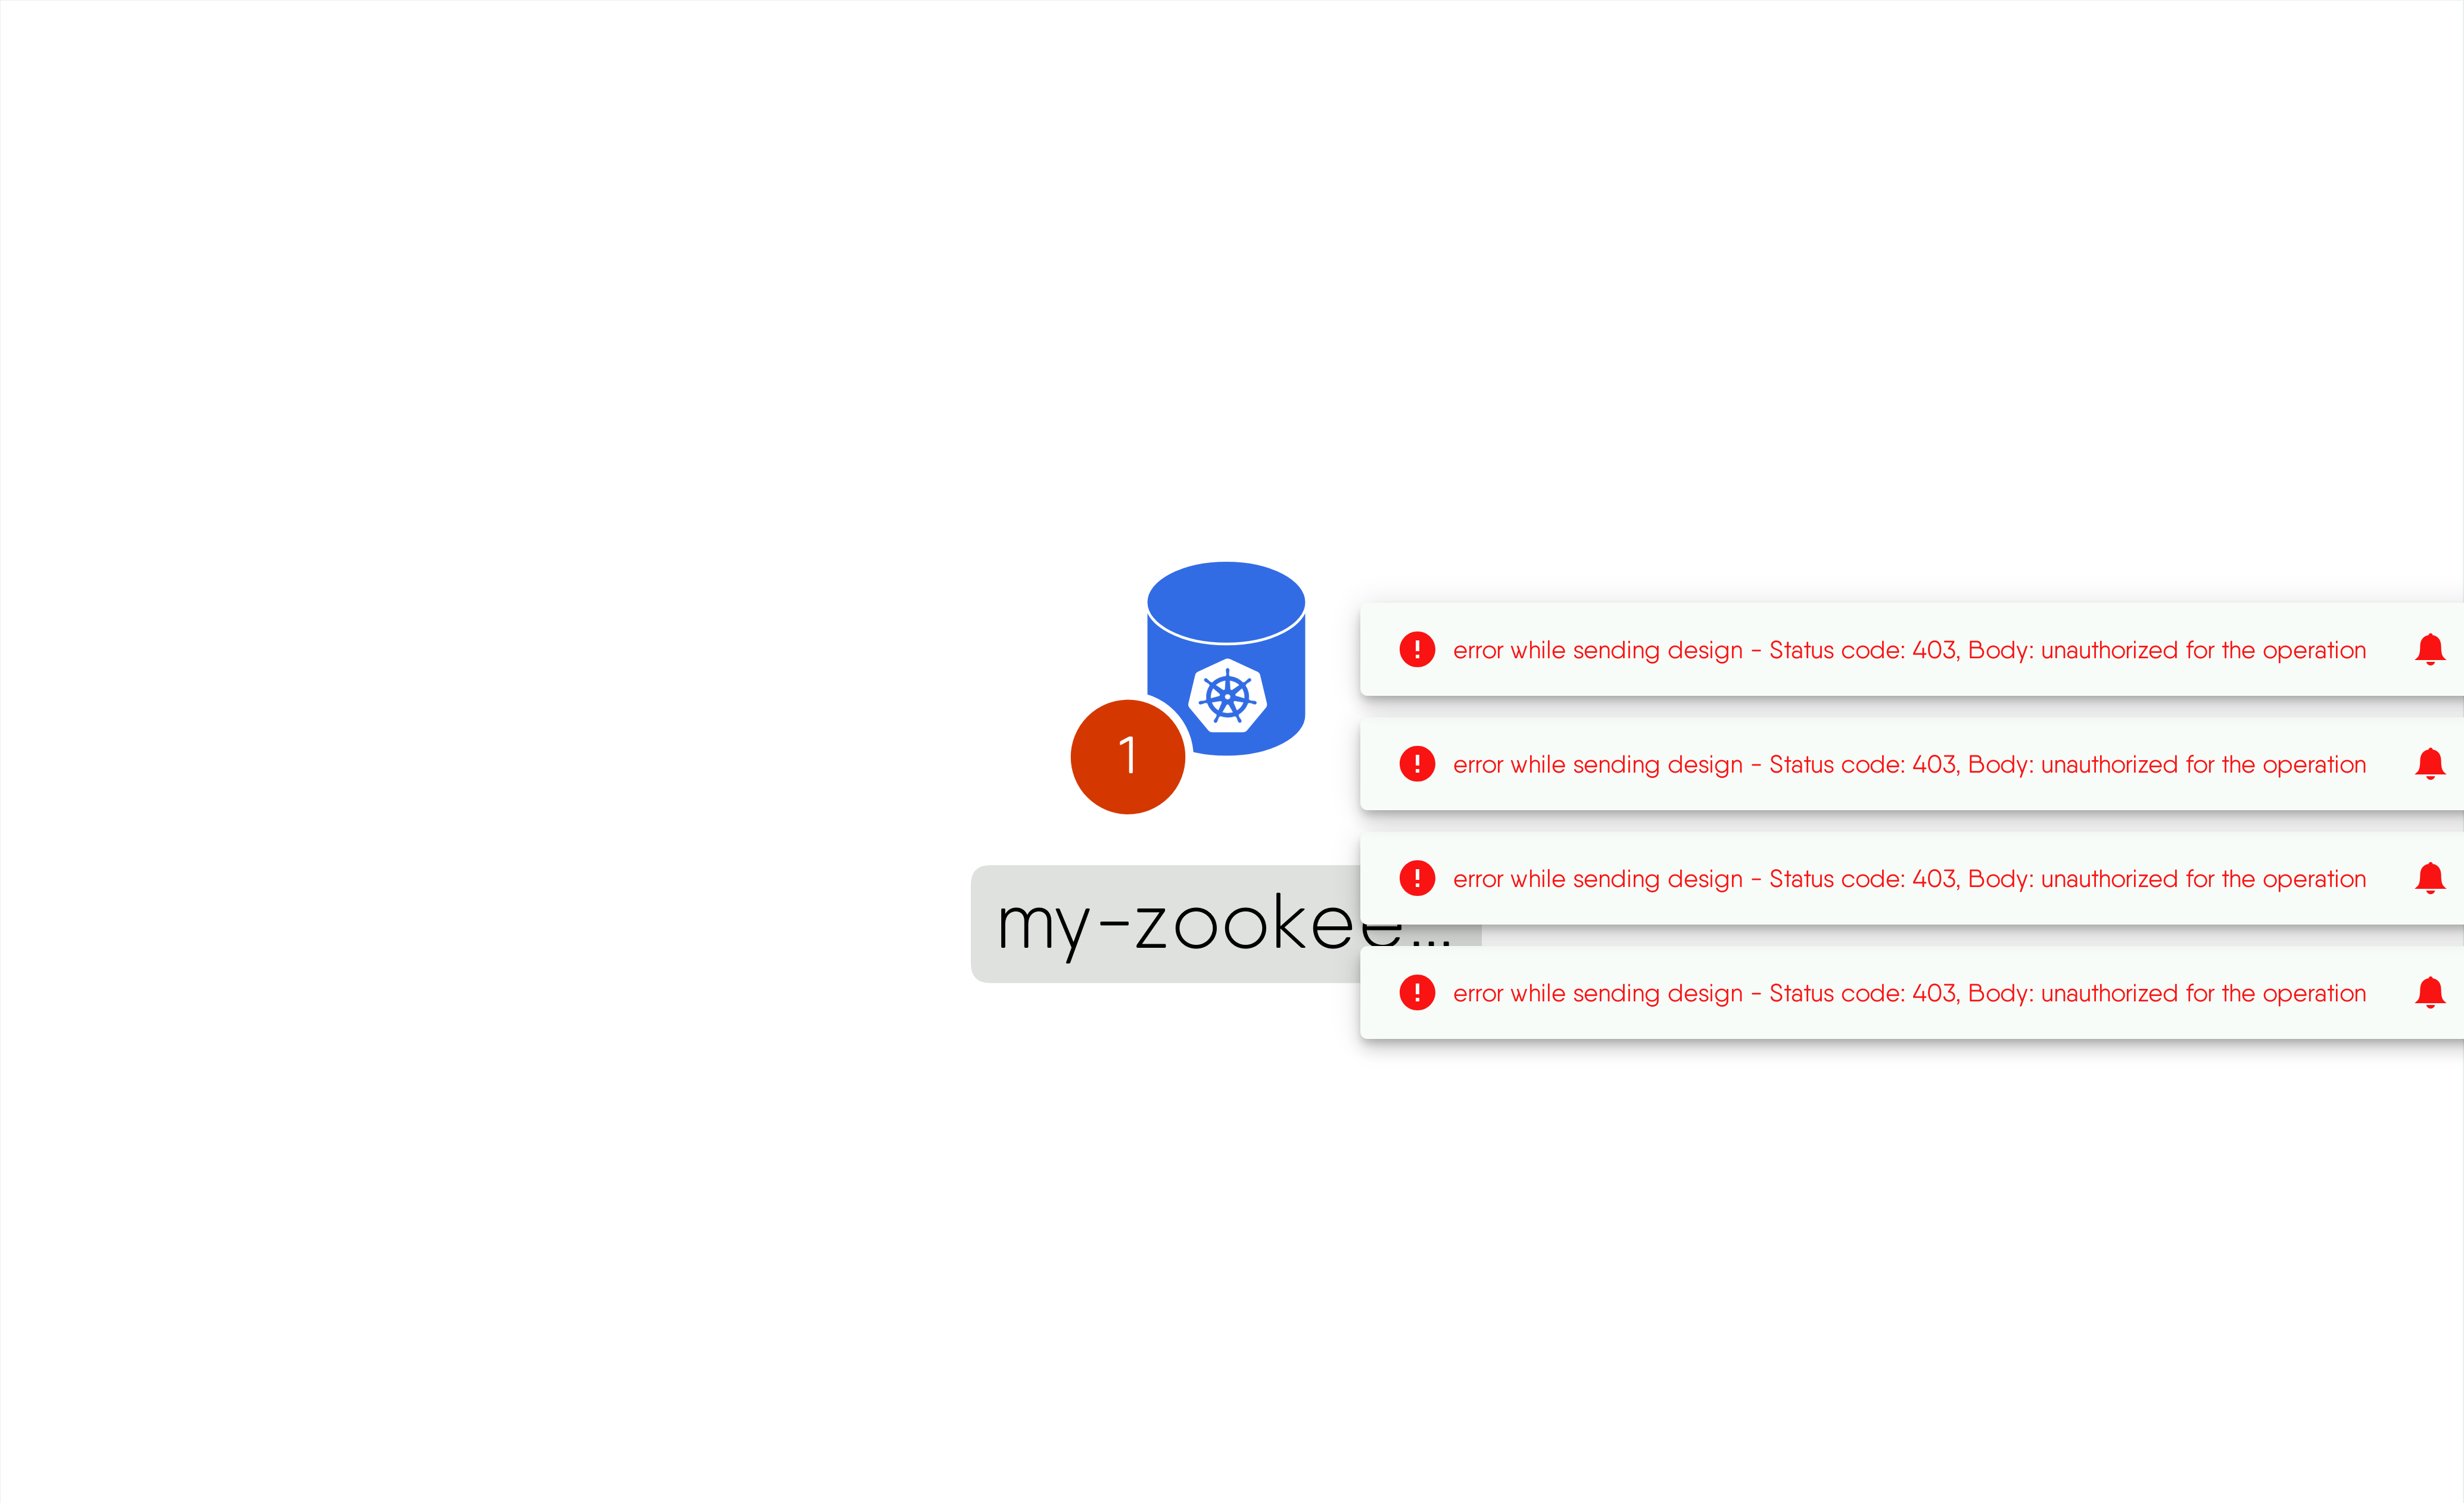 error while sending design - Status code: 403, Body: unauthorized for the operation
1
error while sending design - Status code: 403, Body: unauthorized for the operation
error while sending design - Status code: 403, Body: unauthorized for the operation
my-zookee...
error while sending design - Status code: 403, Body: unauthorized for the operation